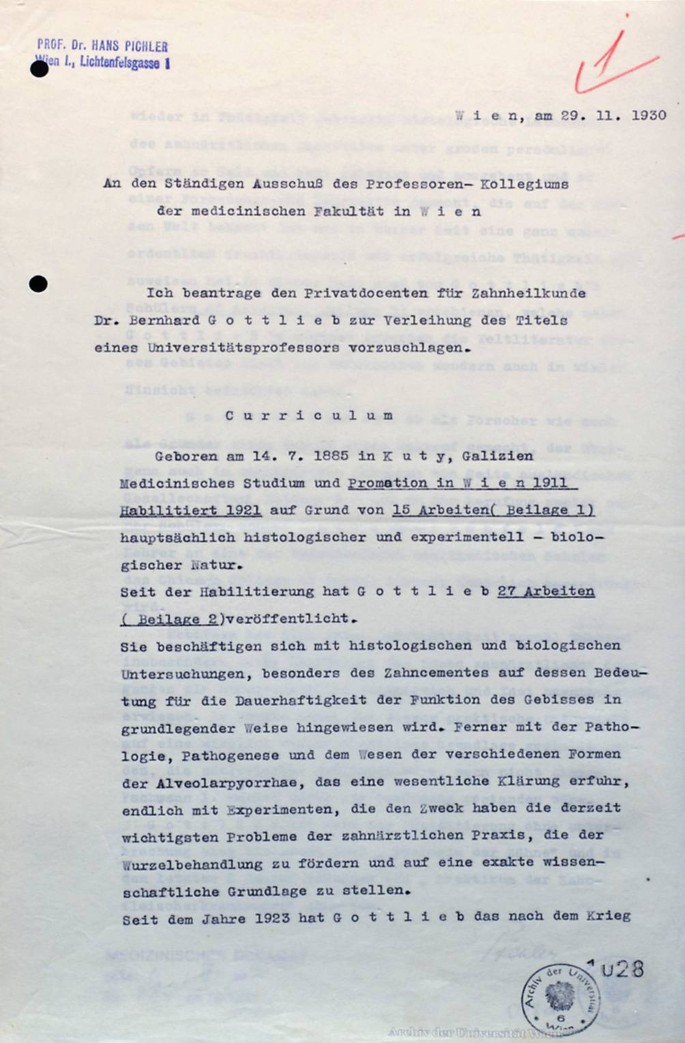 PROF. Dr. HANS PICHLER
Wien I., Lichtenfelsgasse 1
1
W i e n, am 29. 11. 1930
An den Ständigen Ausschuß des Professoren- Kollegiums
der medicinischen Fakultät in W i e n
Ich beantrage den Privatdocenten für Zahnheilkunde
Dr. Bernhard G o t t l i e b zur Verleihung des Titels
eines Universitätsprofessors vorzuschlagen.
C u r r i c u l u m
Geboren am 14. 7. 1885 in K u t y, Galizien
Medicinisches Studium und Promotion in W i e n 1911
Habilitiert 1921 auf Grund von 15 Arbeiten( Beilage 1)
hauptsächlich histologischer und experimentell - biolo-
gischer Natur.
Seit der Habilitierung hat G o t t l i e b 27 Arbeiten
( Beilage 2)veröffentlicht.
Sie beschäftigen sich mit histologischen und biologischen
Untersuchungen, besonders des Zahncementes auf dessen Bedeu-
tung für die Dauerhaftigkeit der Funktion des Gebisses in
grundlegender Weise hingewiesen wird. Ferner mit der Patho-
logie, Pathogenese und dem Wesen der verschiedenen Formen
der Alveolarpyorrhae, das eine wesentliche Klärung erfuhr,
endlich mit Experimenten, die den Zweck haben die derzeit
wichtigsten Probleme der zahnärztlichen Praxis, die der
Wurzelbehandlung zu fördern und auf eine exakte wissen-
schaftliche Grundlage zu stellen.
Seit dem Jahre 1923 hat G o t t l i e b das nach dem Krieg
1028
Archiv der Universität
6
Wien
Archiv der Universität Wien